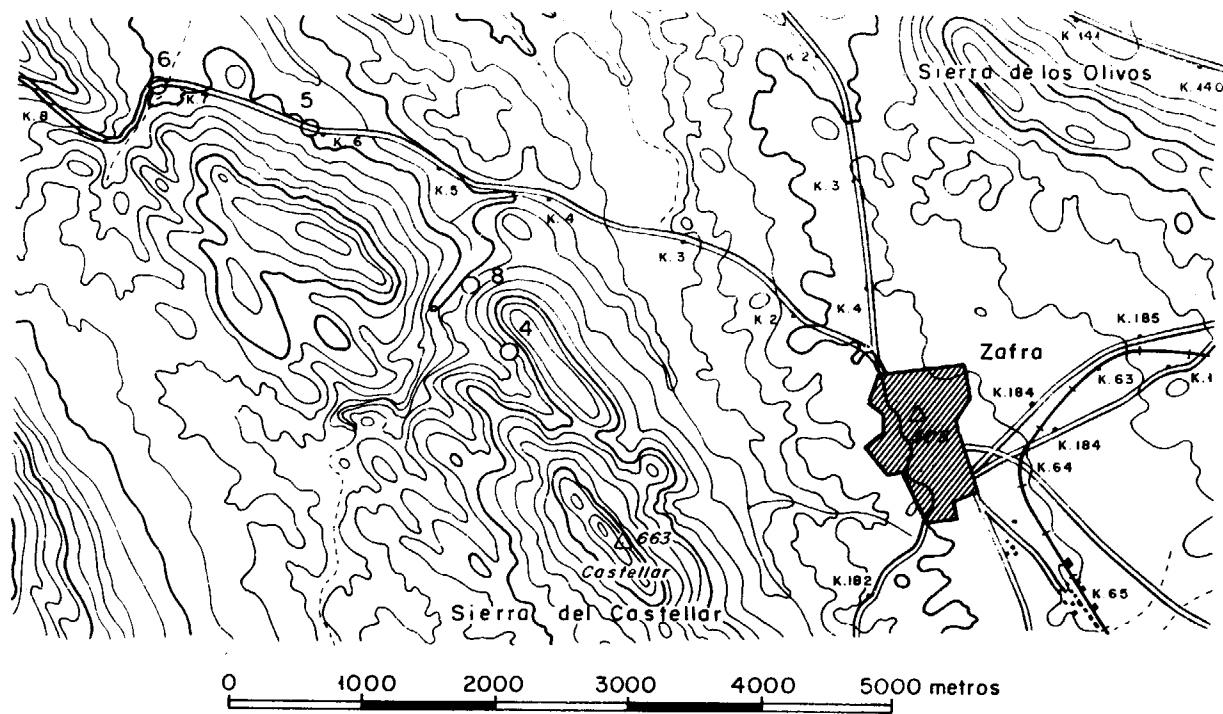 K.141
K.2
Sierra de los Olivos
K.140
6
K.7
5
K.8
K.6
K.5
K.3
K.4
K.3
8
K.2
K.4
K.185
4
Zafra
K.63
K.1
K.184
K.184
K.64
663
Castellar
K.182
K.65
Sierra del Castellar
0 1000 2000 3000 4000 5000 metros